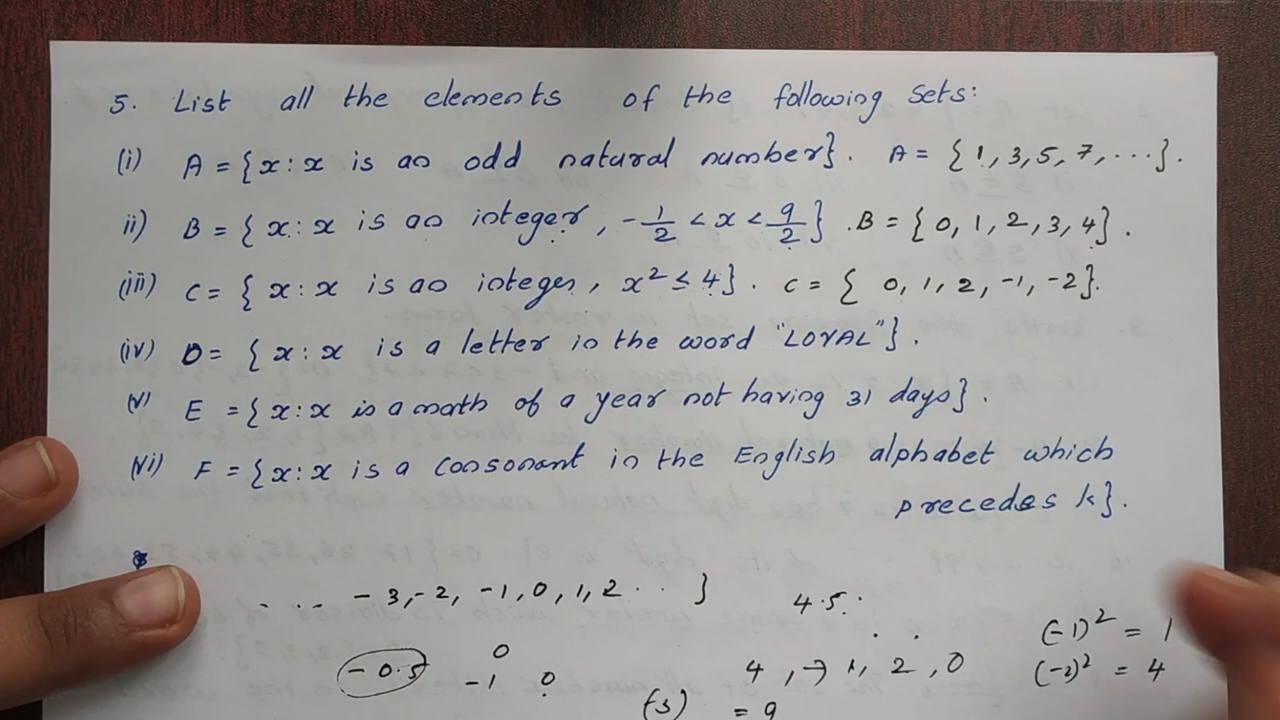 5. List all the elements of the following sets:
(i) A = {x : x is an odd natural number}. A = {1, 3, 5, 7, ...}.
ii) B = {x : x is an integer, -1/2 < x < 9/2}. B = {0, 1, 2, 3, 4}.
(iii) C = {x : x is an integer, x² ≤ 4}. C = {0, 1, 2, -1, -2}.
(iv) D = {x : x is a letter in the word "LOYAL"}.
(v) E = {x : x is a month of a year not having 31 days}.
(vi) F = {x : x is a consonant in the English alphabet which
precedes k}.
... -3, -2, -1, 0, 1, 2 .. }
4.5
(-1)² = 1
-0.5
0
-1 0
4, 1, 2, 0
(-2)² = 4
(3) = 9